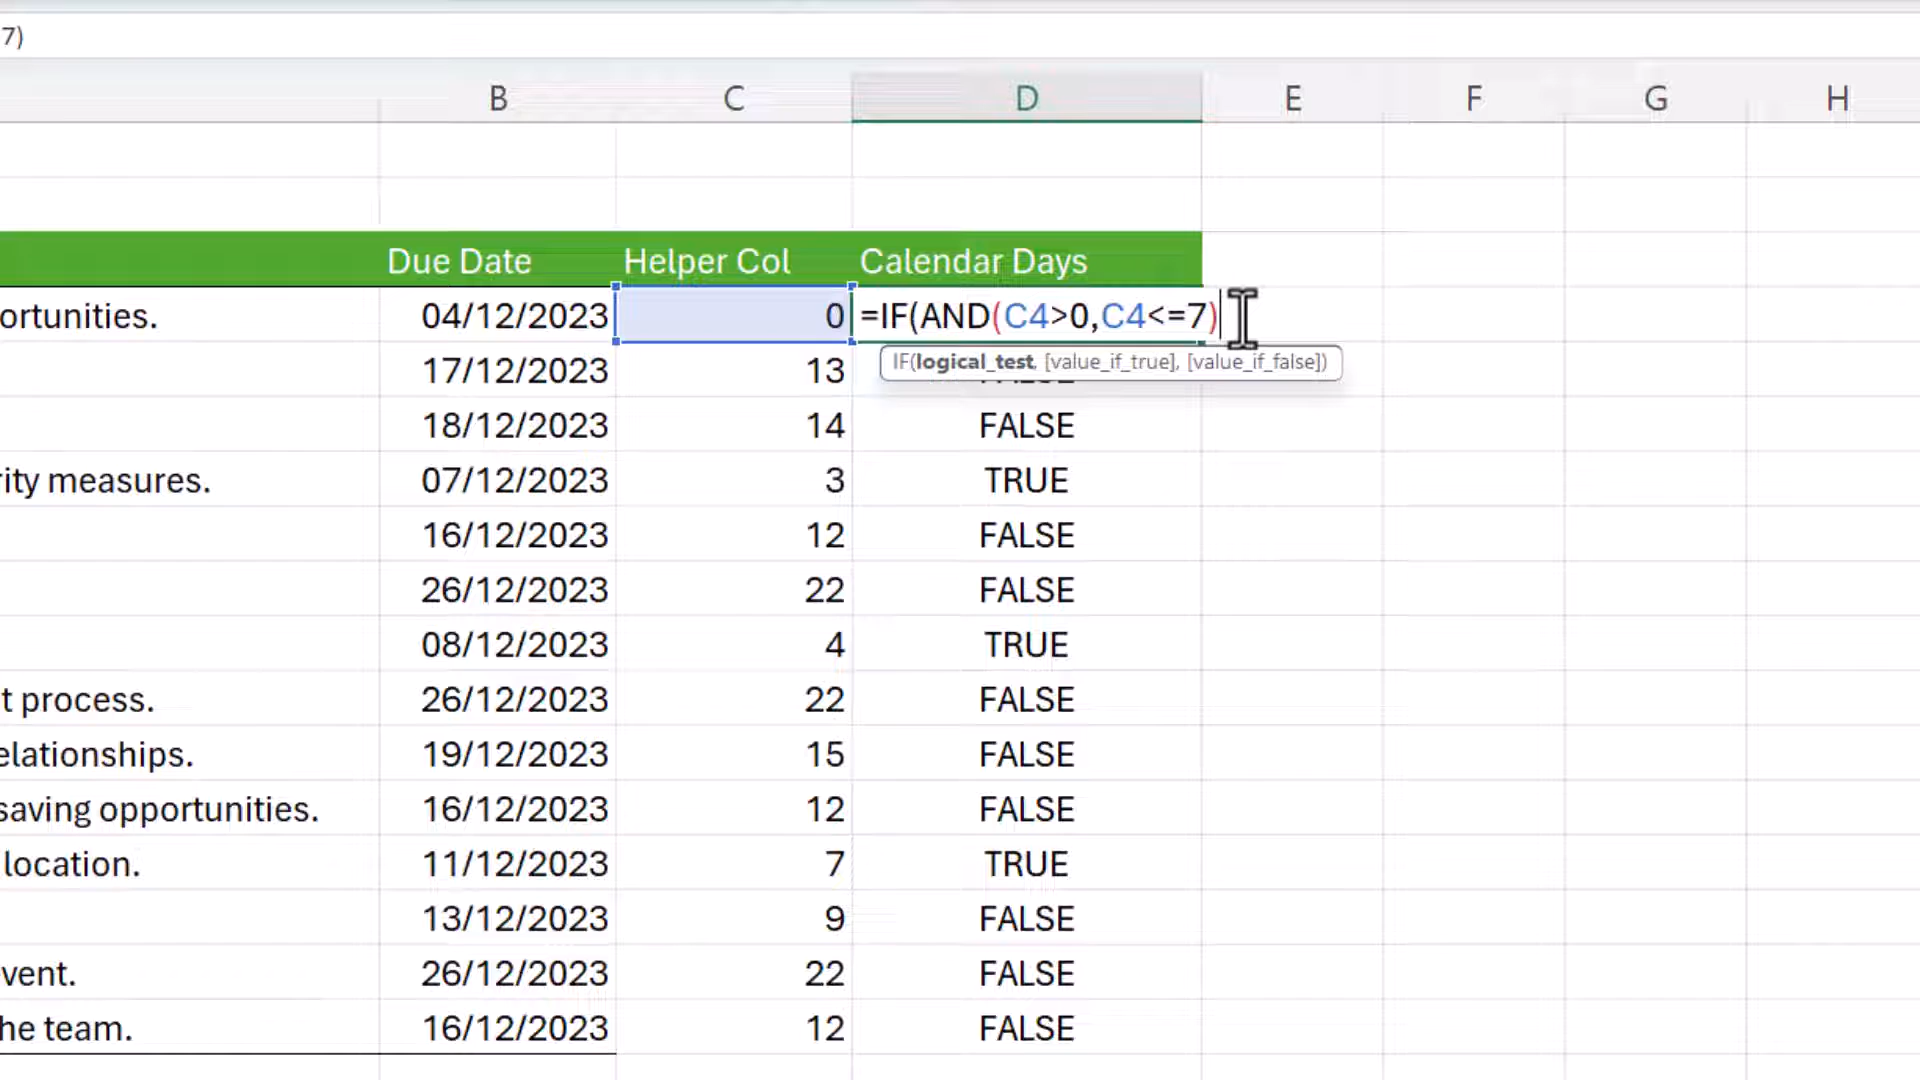 7)
B C D E F G H
Due Date Helper Col Calendar Days
ortunities. 04/12/2023 0 =IF(AND(C4>0,C4<=7)
IF(logical_test, [value_if_true], [value_if_false])
17/12/2023 13
18/12/2023 14 FALSE
ity measures. 07/12/2023 3 TRUE
16/12/2023 12 FALSE
26/12/2023 22 FALSE
08/12/2023 4 TRUE
t process. 26/12/2023 22 FALSE
elationships. 19/12/2023 15 FALSE
saving opportunities. 16/12/2023 12 FALSE
location. 11/12/2023 7 TRUE
13/12/2023 9 FALSE
vent. 26/12/2023 22 FALSE
he team. 16/12/2023 12 FALSE